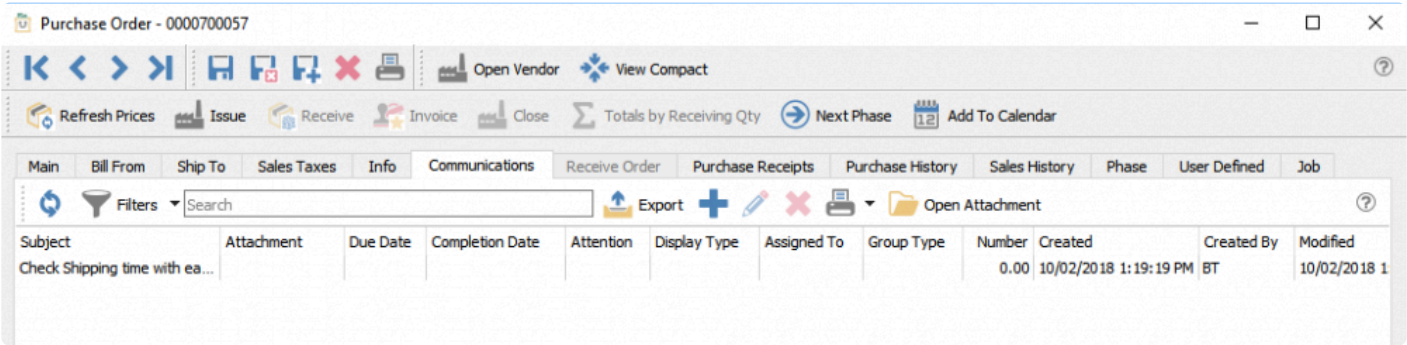 Purchase Order - 0000700057
Open Vendor View Compact
Refresh Prices Issue Receive Invoice Close Totals by Receiving Qty Next Phase 12 Add To Calendar
Main Bill From Ship To Sales Taxes Info Communications Receive Order Purchase Receipts Purchase History Sales History Phase User Defined Job
Filters Search Export Open Attachment
Subject Attachment Due Date Completion Date Attention Display Type Assigned To Group Type Number Created Created By Modified
Check Shipping time with ea... 0.00 10/02/2018 1:19:19 PM BT 10/02/2018 1: